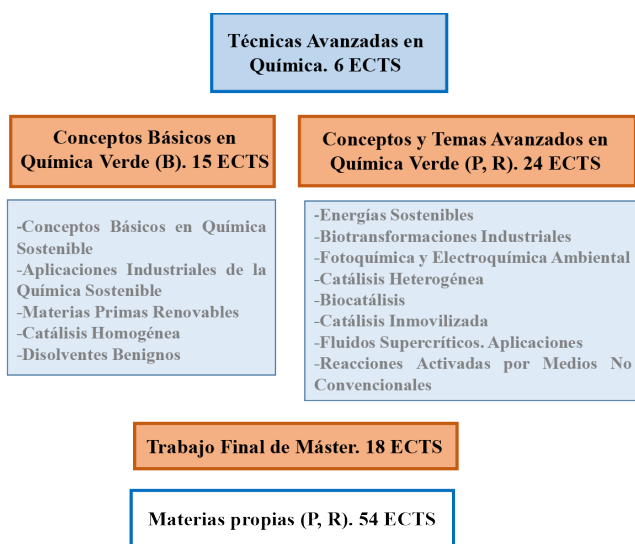 Técnicas Avanzadas en
Química. 6 ECTS
Conceptos Básicos en
Química Verde (B). 15 ECTS
-Conceptos Básicos en Química
Sostenible
-Aplicaciones Industriales de la
Química Sostenible
-Materias Primas Renovables
-Catálisis Homogénea
-Disolventes Benignos
Conceptos y Temas Avanzados en
Química Verde (P, R). 24 ECTS
-Energías Sostenibles
-Biotransformaciones Industriales
-Fotoquímica y Electroquímica Ambiental
-Catálisis Heterogénea
-Biocatálisis
-Catálisis Inmovilizada
-Fluidos Supercríticos. Aplicaciones
-Reacciones Activadas por Medios No
Convencionales
Trabajo Final de Máster. 18 ECTS
Materias propias (P, R). 54 ECTS